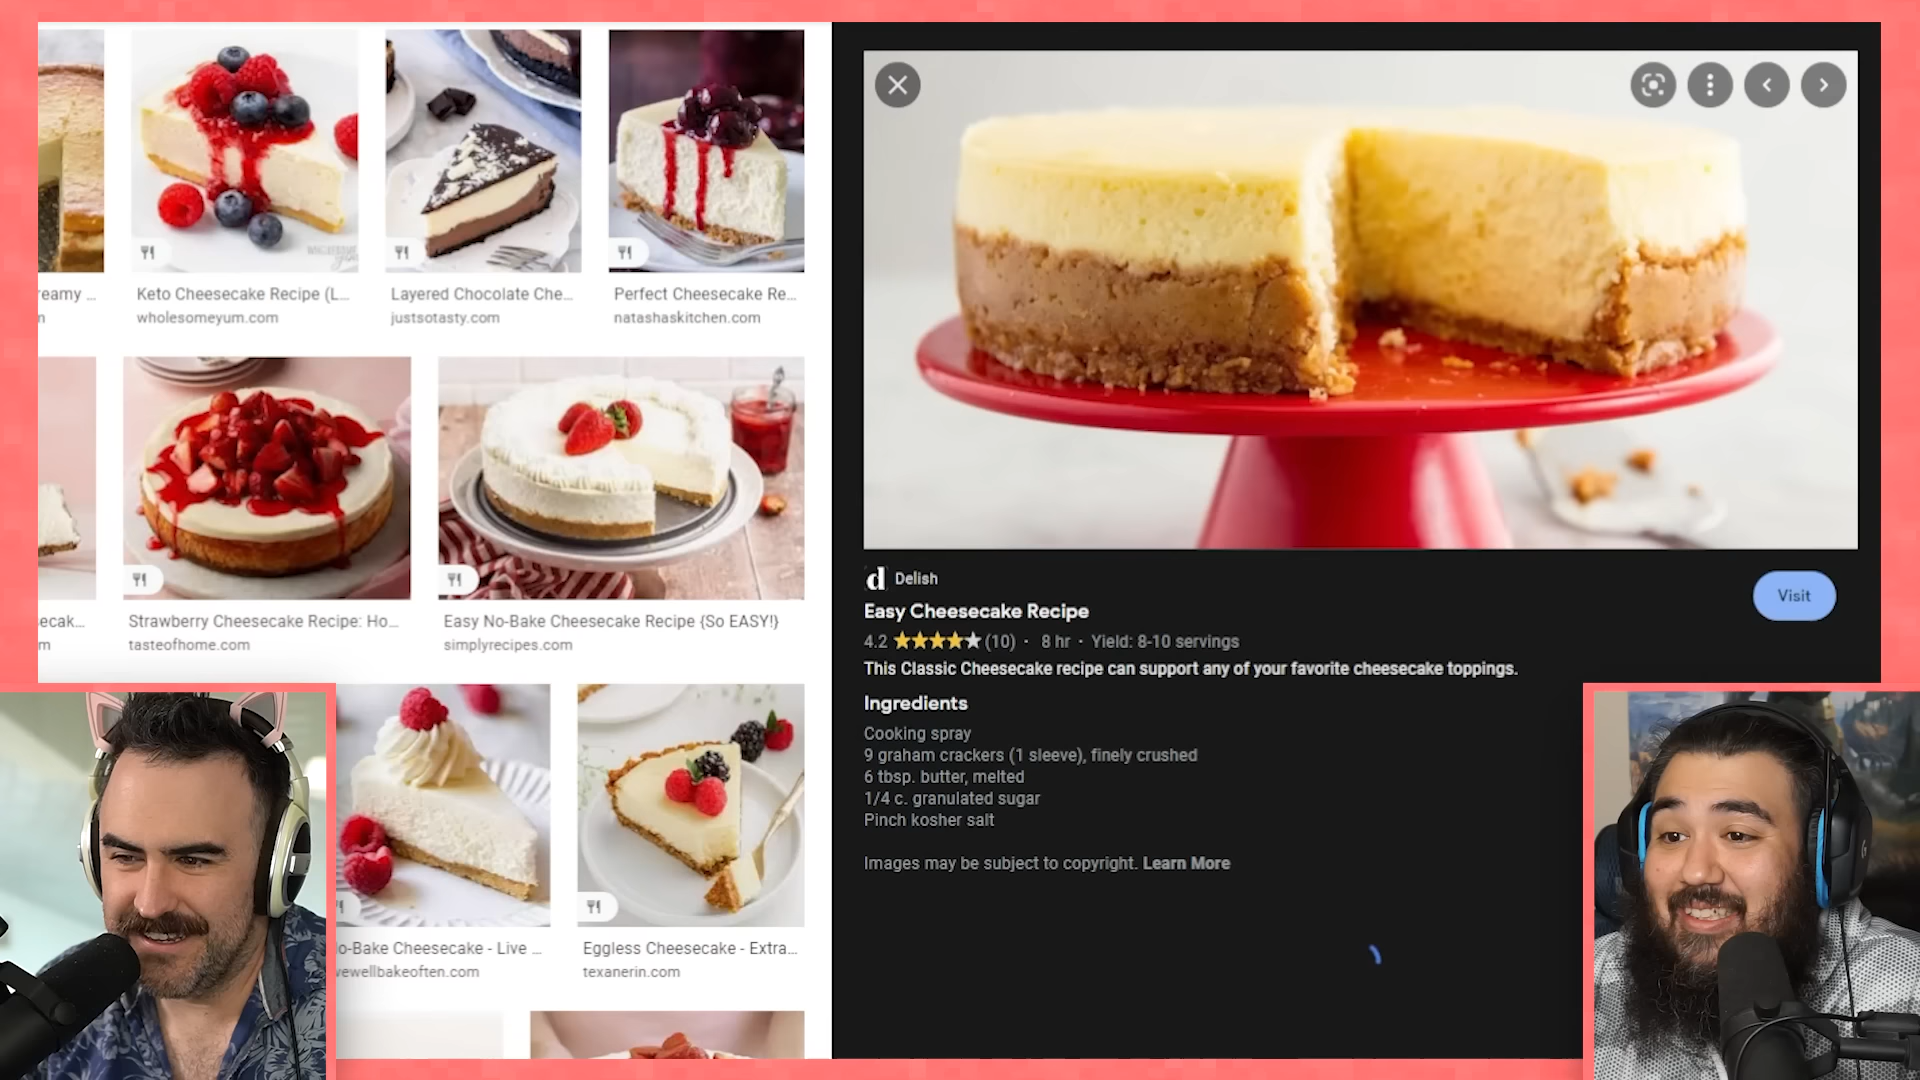 reamy ...
n
Keto Cheesecake Recipe (L...
wholesomeyum.com
Layered Chocolate Che...
justsotasty.com
Perfect Cheesecake Re...
natashaskitchen.com
ecak...
m
Strawberry Cheesecake Recipe: Ho...
tasteofhome.com
Easy No-Bake Cheesecake Recipe {So EASY!}
simplyrecipes.com
lo-Bake Cheesecake - Live ...
vewellbakeoften.com
Eggless Cheesecake - Extra...
texanerin.com
d Delish
Visit
Easy Cheesecake Recipe
4.2 (10) · 8 hr · Yield: 8-10 servings
This Classic Cheesecake recipe can support any of your favorite cheesecake toppings.
Ingredients
Cooking spray
9 graham crackers (1 sleeve), finely crushed
6 tbsp. butter, melted
1/4 c. granulated sugar
Pinch kosher salt
Images may be subject to copyright. Learn More